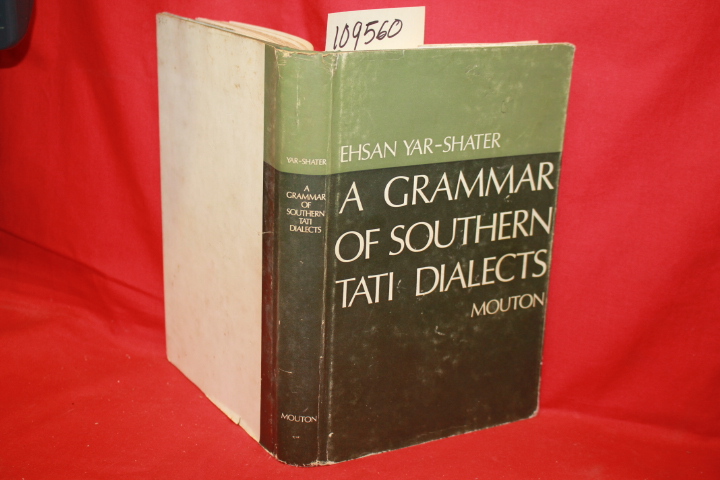 109560
YAR-SHATER
A
GRAMMAR
OF
SOUTHERN
TATI
DIALECTS
MOUTON
EHSAN YAR-SHATER
A GRAMMAR
OF SOUTHERN
TATI DIALECTS
MOUTON